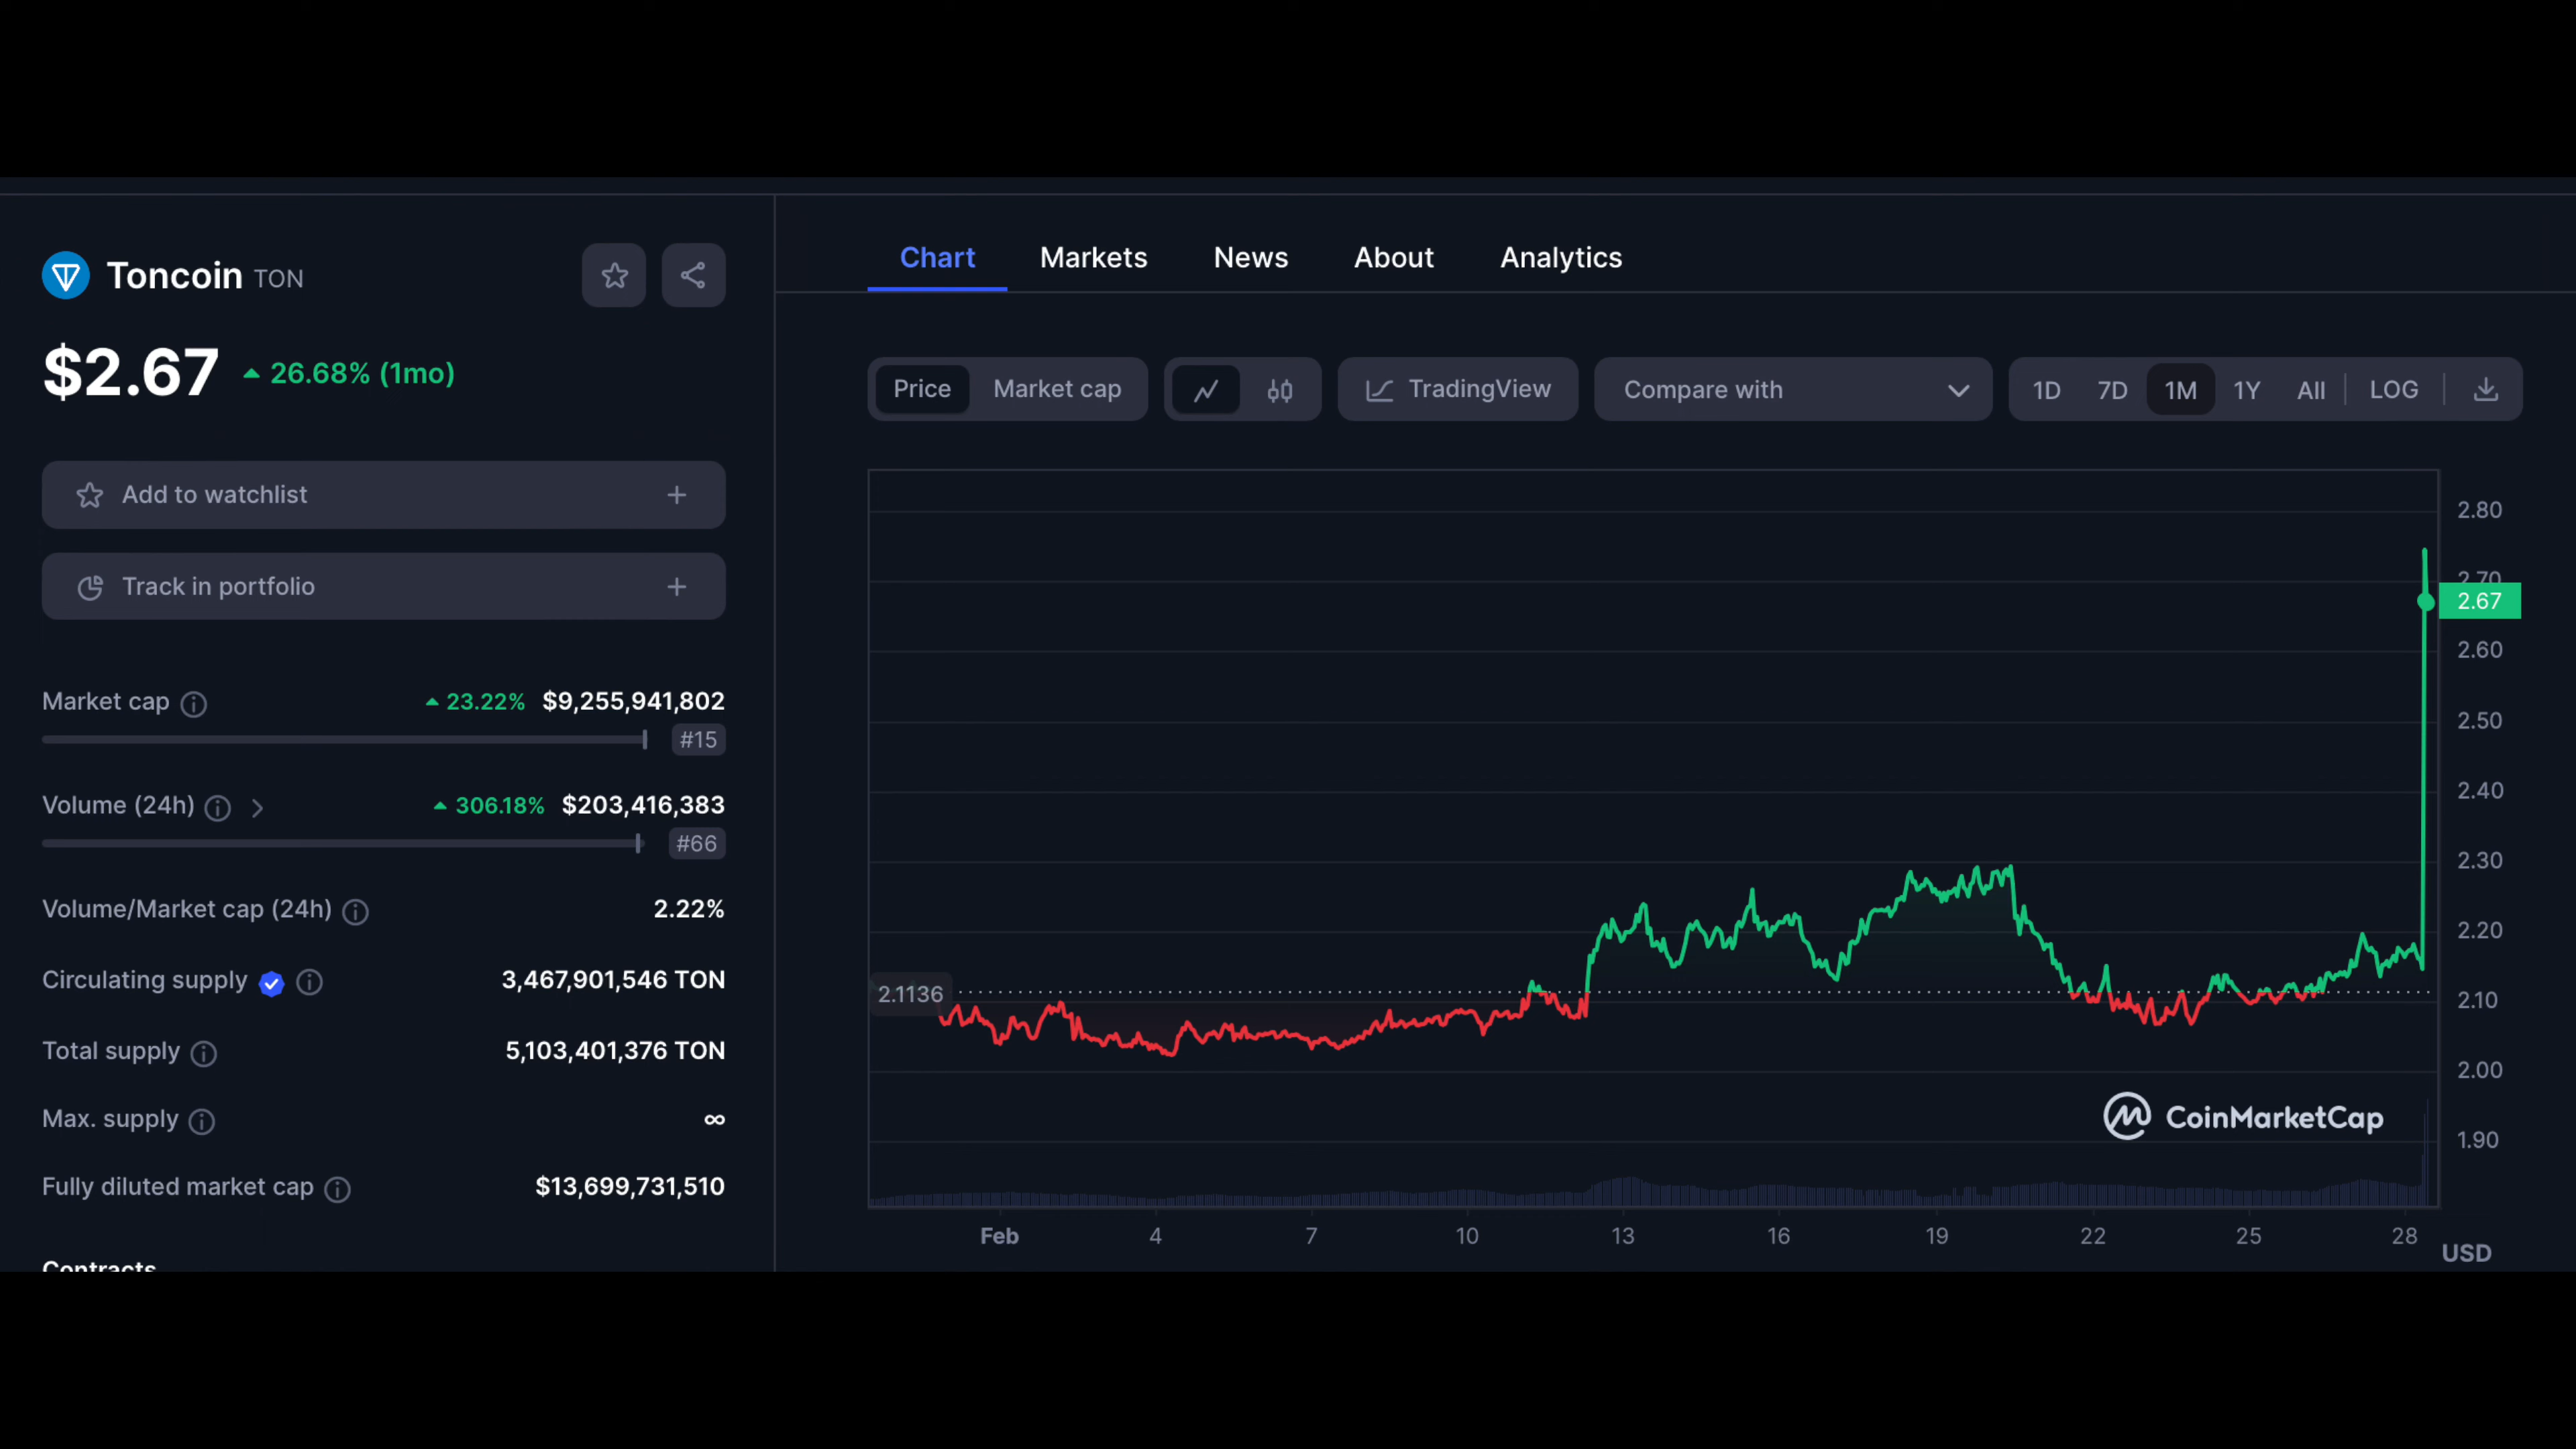 Toncoin TON
$2.67 26.68% (1mo)
Add to watchlist
Track in portfolio
Market cap 23.22% $9,255,941,802
#15
Volume (24h) 306.18% $203,416,383
#66
Volume/Market cap (24h) 2.22%
Circulating supply 3,467,901,546 TON
Total supply 5,103,401,376 TON
Max. supply ∞
Fully diluted market cap $13,699,731,510
Contracts
Chart Markets News About Analytics
Price Market cap TradingView Compare with 1D 7D 1M 1Y All LOG
2.80
2.70
2.67
2.60
2.50
2.40
2.30
2.20
2.1136
2.10
2.00
CoinMarketCap
1.90
Feb 4 7 10 13 16 19 22 25 28
USD